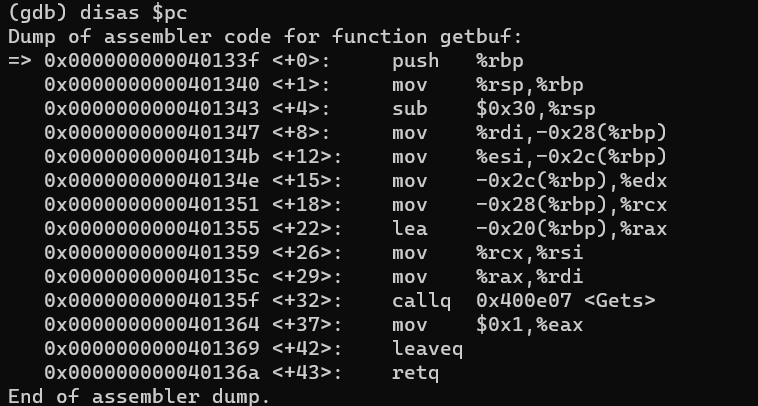 (gdb) disas $pc
Dump of assembler code for function getbuf:
=> 0x000000000040133f <+0>:     push   %rbp
   0x0000000000401340 <+1>:     mov    %rsp,%rbp
   0x0000000000401343 <+4>:     sub    $0x30,%rsp
   0x0000000000401347 <+8>:     mov    %rdi,-0x28(%rbp)
   0x000000000040134b <+12>:    mov    %esi,-0x2c(%rbp)
   0x000000000040134e <+15>:    mov    -0x2c(%rbp),%edx
   0x0000000000401351 <+18>:    mov    -0x28(%rbp),%rcx
   0x0000000000401355 <+22>:    lea    -0x20(%rbp),%rax
   0x0000000000401359 <+26>:    mov    %rcx,%rsi
   0x000000000040135c <+29>:    mov    %rax,%rdi
   0x000000000040135f <+32>:    callq  0x400e07 <Gets>
   0x0000000000401364 <+37>:    mov    $0x1,%eax
   0x0000000000401369 <+42>:    leaveq
   0x000000000040136a <+43>:    retq
End of assembler dump.